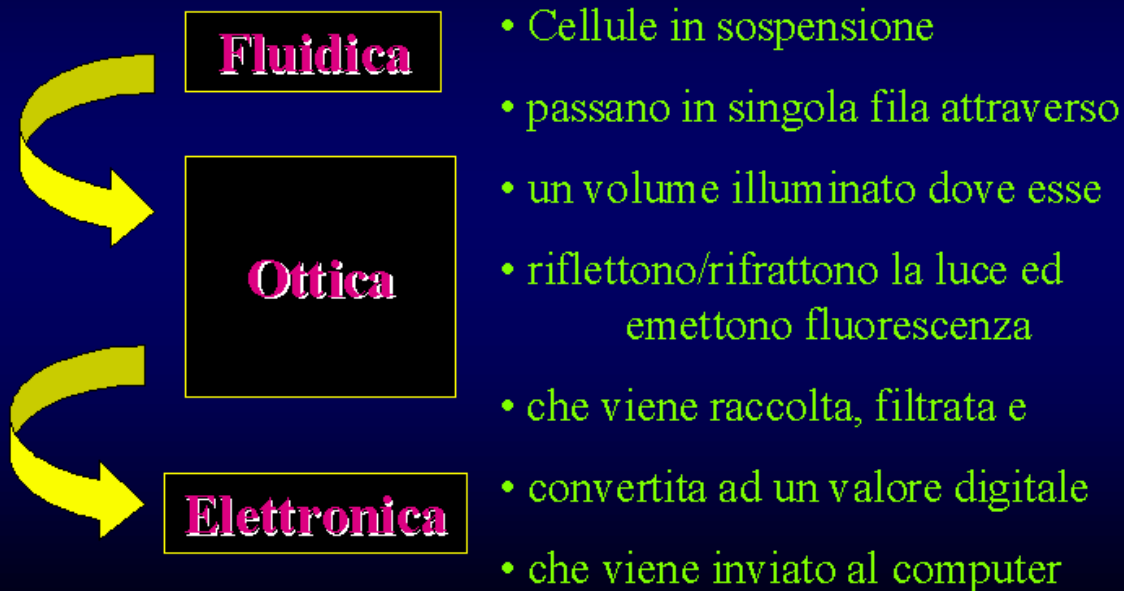 Fluidica
Ottica
Elettronica
• Cellule in sospensione
• passano in singola fila attraverso
• un volume illuminato dove esse
• riflettono/rifrattono la luce ed
emettono fluorescenza
• che viene raccolta, filtrata e
• convertita ad un valore digitale
• che viene inviato al computer